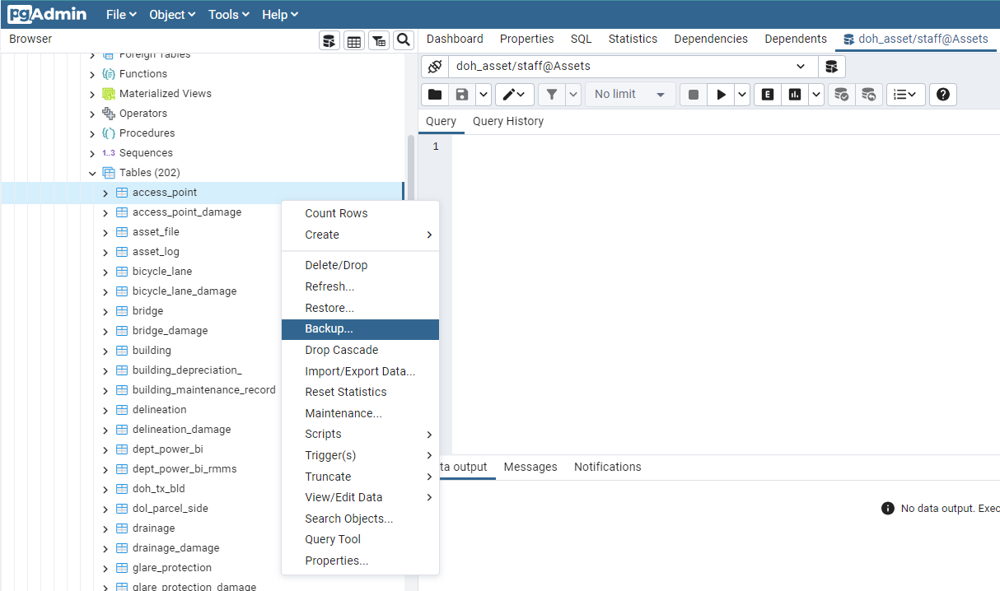 pgAdmin File Object Tools Help
Browser
Dashboard Properties SQL Statistics Dependencies Dependents doh_asset/staff@Assets
Foreign Tables
Functions
Materialized Views
Operators
Procedures
1..3 Sequences
Tables (202)
access_point
access_point_damage
asset_file
asset_log
bicycle_lane
bicycle_lane_damage
bridge
bridge_damage
building
building_depreciation_
building_maintenance_record
delineation
delineation_damage
dept_power_bi
dept_power_bi_rmms
doh_tx_bld
dol_parcel_side
drainage
drainage_damage
glare_protection
glare_protection_damage
Count Rows
Create
Delete/Drop
Refresh...
Restore...
Backup...
Drop Cascade
Import/Export Data...
Reset Statistics
Maintenance...
Scripts
Trigger(s)
Truncate
View/Edit Data
Search Objects...
Query Tool
Properties...
doh_asset/staff@Assets
No limit
E
Query Query History
1
ta output Messages Notifications
No data output. Exec